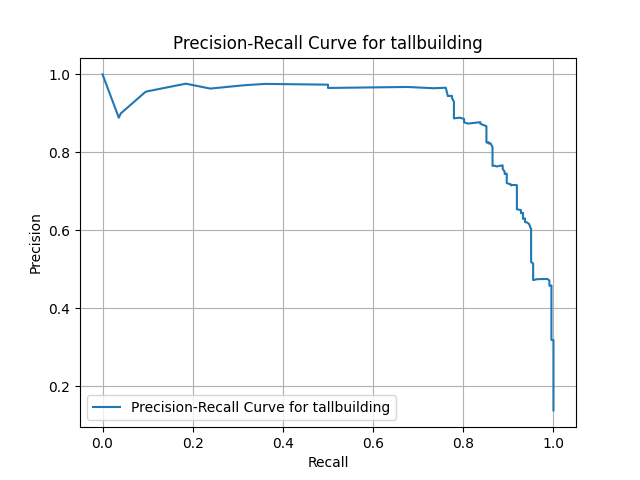 Precision-Recall Curve for tallbuilding
1.0
0.8
0.6
0.4
0.2
Precision
Precision-Recall Curve for tallbuilding
0.0 0.2 0.4 0.6 0.8 1.0
Recall